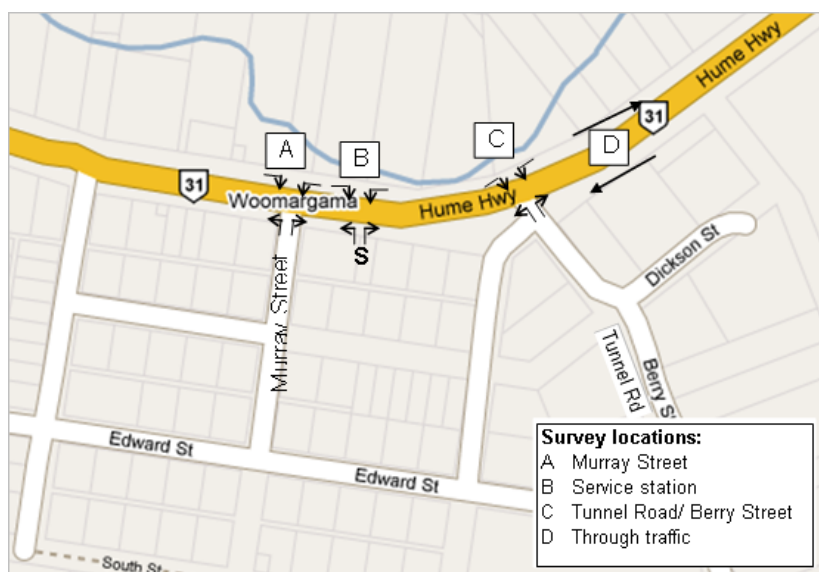 Hume Hwy
31
C
D
A
B
31
Woomargama
Hume Hwy
S
Dickson St
Murray Street
Tunnel Rd
Berry S
Edward St
Edward St
South St
Survey locations:
A Murray Street
B Service station
C Tunnel Road/ Berry Street
D Through traffic